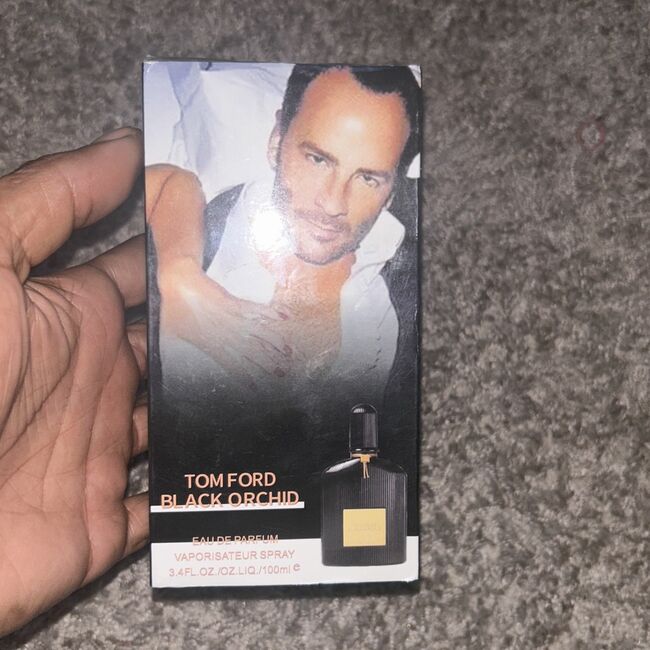 TOM FORD
BLACK ORCHID
EAU DE PARFUM
VAPORISATEUR SPRAY
3.4FL.OZ./OZ.LIQ./100ml e